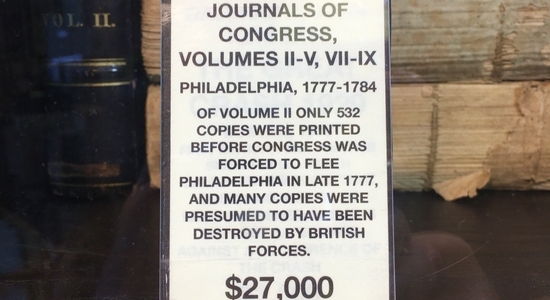 JOURNALS OF
CONGRESS,
VOLUMES II-V, VII-IX
PHILADELPHIA, 1777-1784
OF VOLUME II ONLY 532
COPIES WERE PRINTED
BEFORE CONGRESS WAS
FORCED TO FLEE
PHILADELPHIA IN LATE 1777,
AND MANY COPIES WERE
PRESUMED TO HAVE BEEN
DESTROYED BY BRITISH
FORCES.
$27,000
VOL. II.